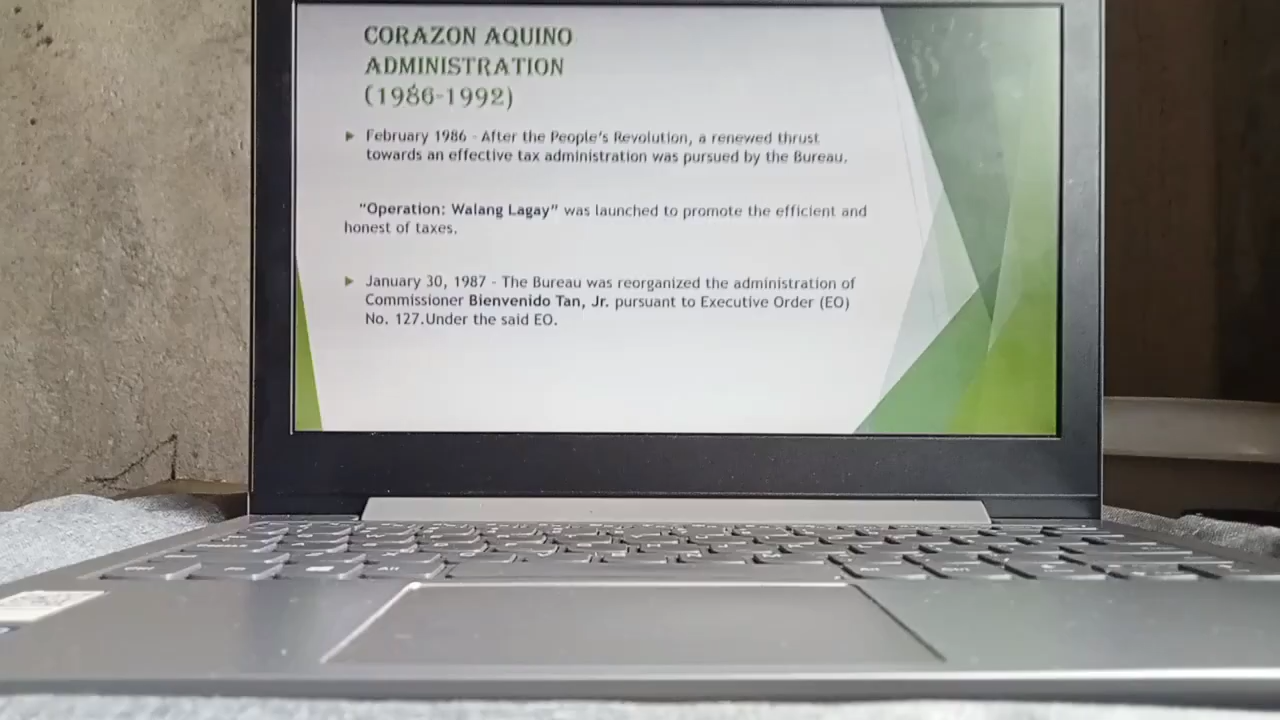 CORAZON AQUINO
ADMINISTRATION
(1986-1992)
February 1986 - After the People's Revolution, a renewed thrust
towards an effective tax administration was pursued by the Bureau.
"Operation: Walang Lagay" was launched to promote the efficient and
honest of taxes.
January 30, 1987 - The Bureau was reorganized the administration of
Commissioner Bienvenido Tan, Jr. pursuant to Executive Order (EO)
No. 127.Under the said EO.